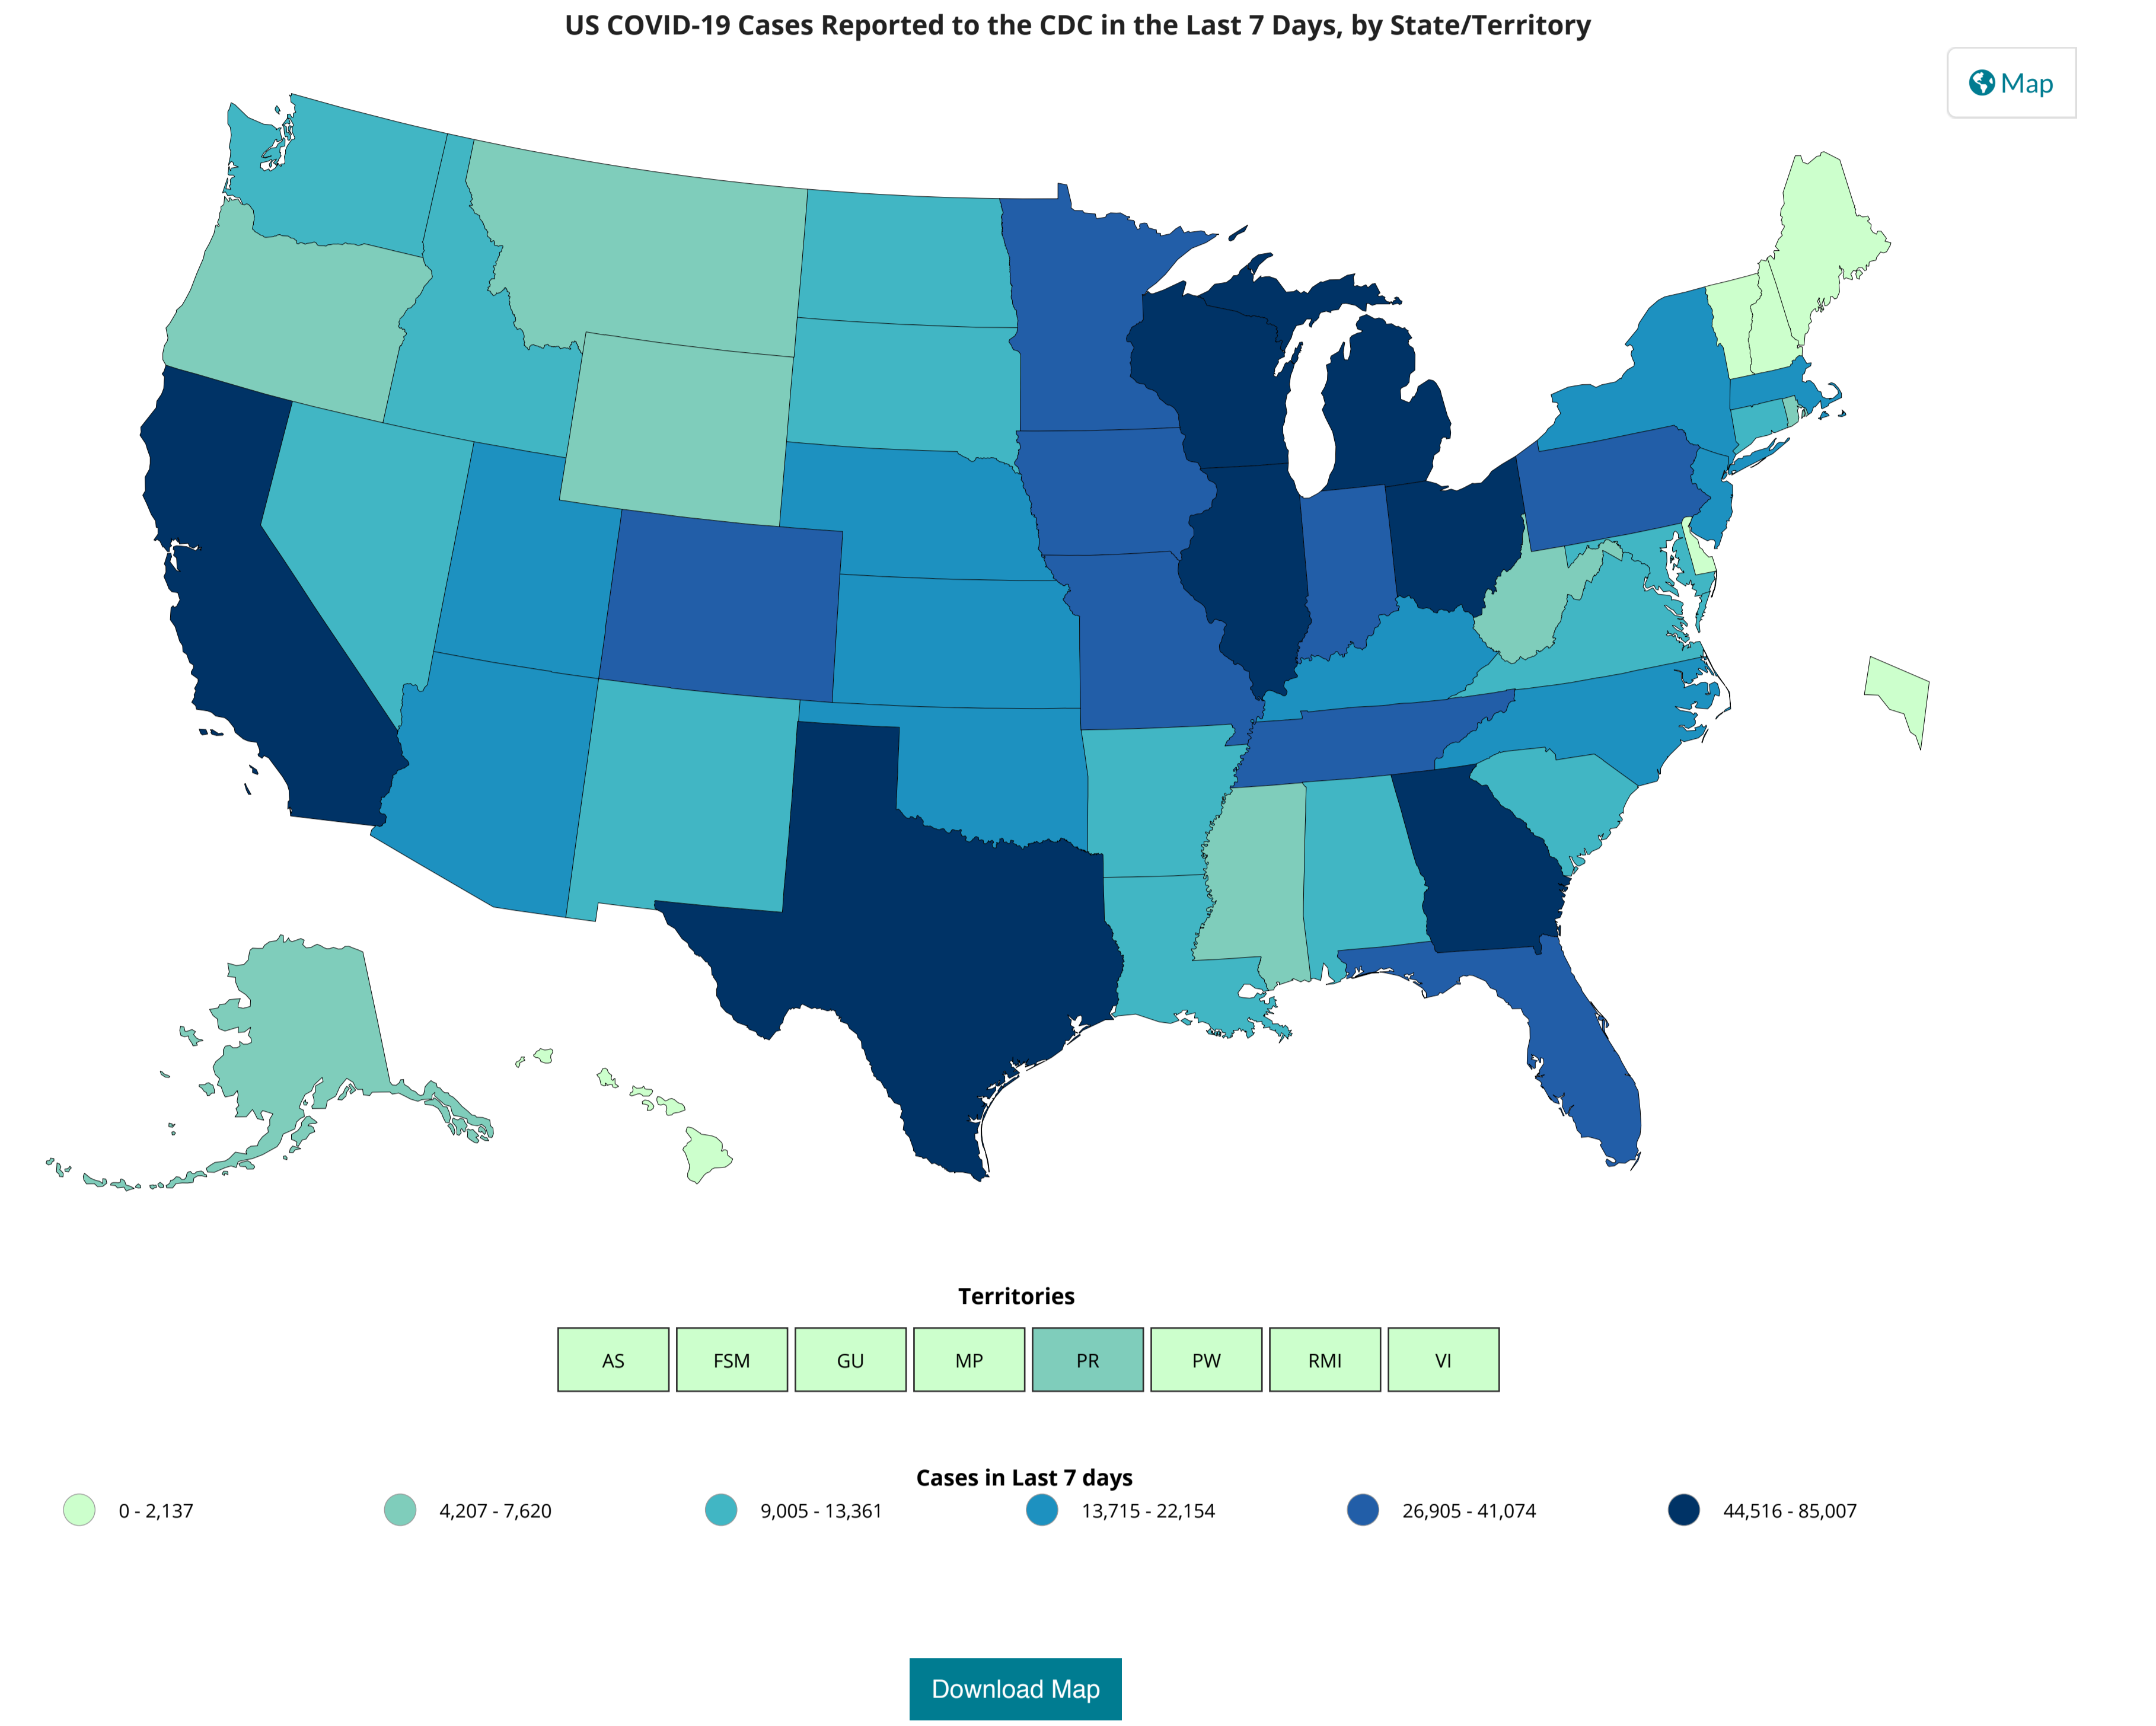 US COVID-19 Cases Reported to the CDC in the Last 7 Days, by State/Territory
Map
Territories
AS FSM GU MP PR PW RMI VI
Cases in Last 7 days
0 - 2,137 4,207 - 7,620 9,005 - 13,361 13,715 - 22,154 26,905 - 41,074 44,516 - 85,007
Download Map